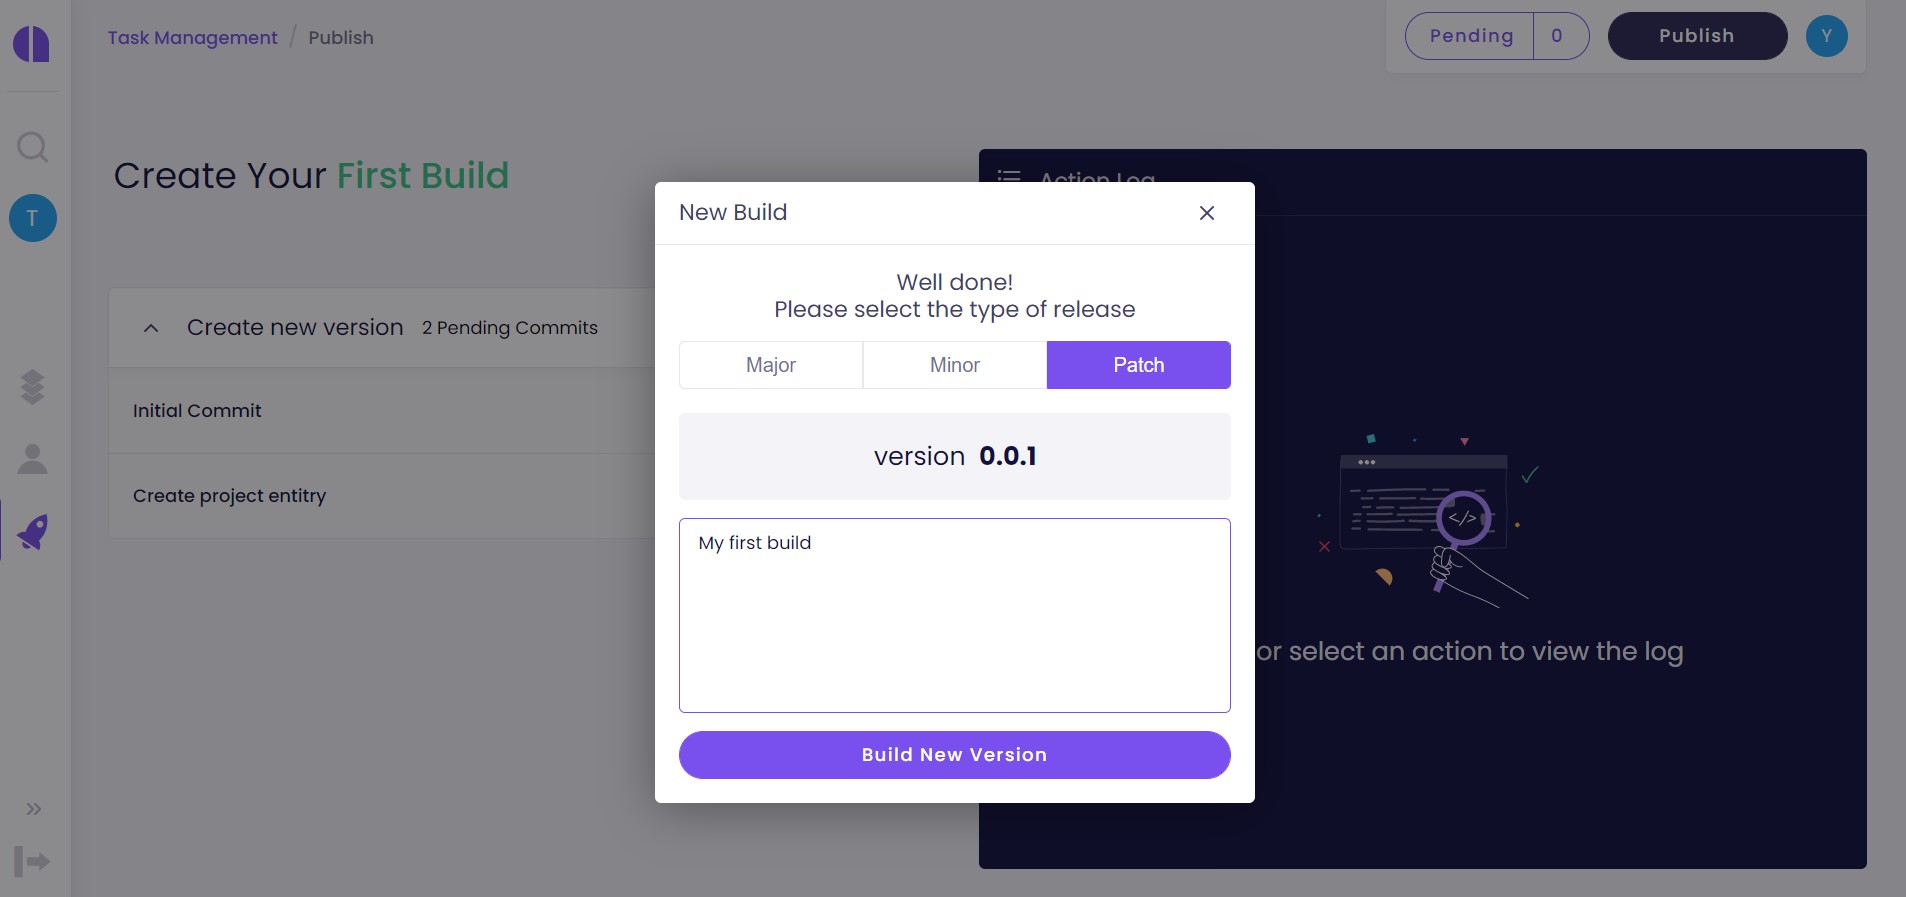 Task Management / Publish
Pending 0
Publish
Y
T
Create Your First Build
Action Log
Create new version 2 Pending Commits
Initial Commit
Create project entity
New Build
Well done!
Please select the type of release
Major
Minor
Patch
version 0.0.1
My first build
Build New Version
</>
or select an action to view the log